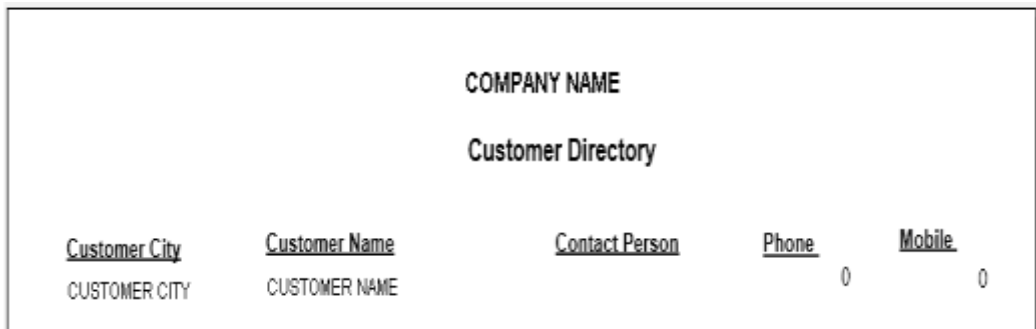 COMPANY NAME
Customer Directory
Customer City Customer Name Contact Person Phone Mobile
CUSTOMER CITY CUSTOMER NAME 0 0